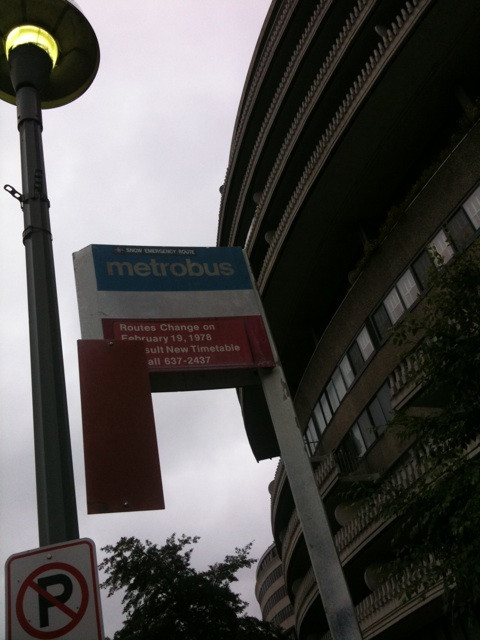 SNOW EMERGENCY ROUTE
metrobus
Routes Change on
February 19, 1978
sult New Timetable
all 637-2437
P